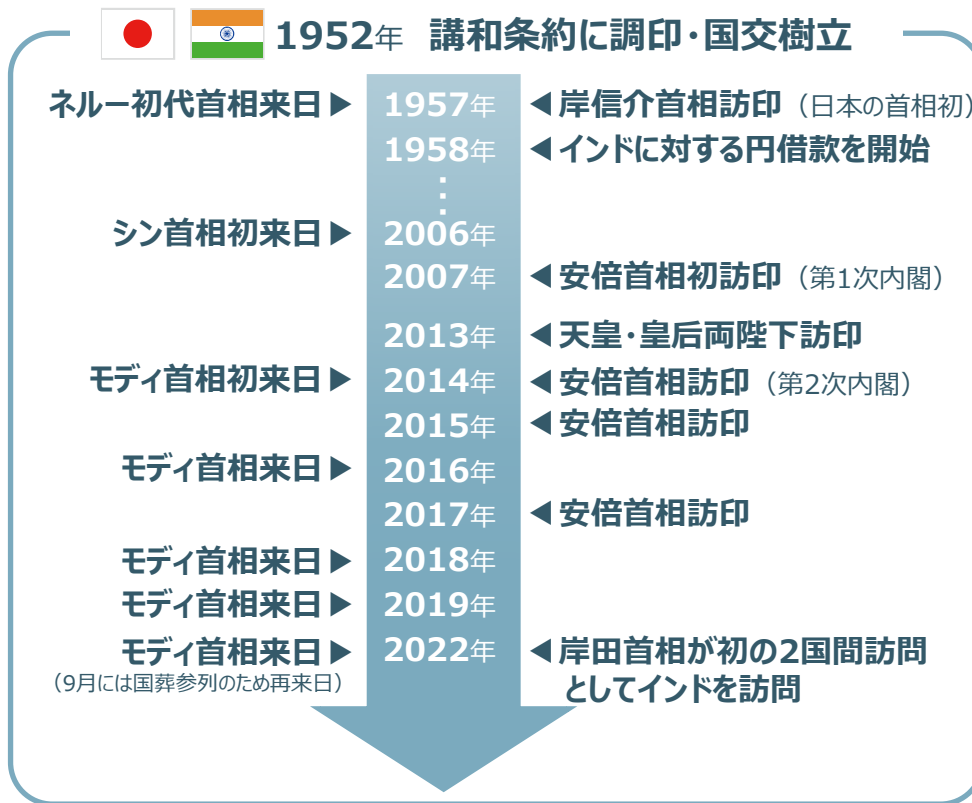 1952年 講和条約に調印・国交樹立
ネルー初代首相来日▶ 1957年 ◀岸信介首相訪印（日本の首相初）
1958年 ◀インドに対する円借款を開始
⋮
シン首相初来日▶ 2006年
2007年 ◀安倍首相初訪印（第1次内閣）
2013年 ◀天皇・皇后両陛下訪印
モディ首相初来日▶ 2014年 ◀安倍首相訪印（第2次内閣）
2015年 ◀安倍首相訪印
モディ首相来日▶ 2016年
2017年 ◀安倍首相訪印
モディ首相来日▶ 2018年
モディ首相来日▶ 2019年
モディ首相来日▶ 2022年 ◀岸田首相が初の2国間訪問
（9月には国葬参列のため再来日） としてインドを訪問